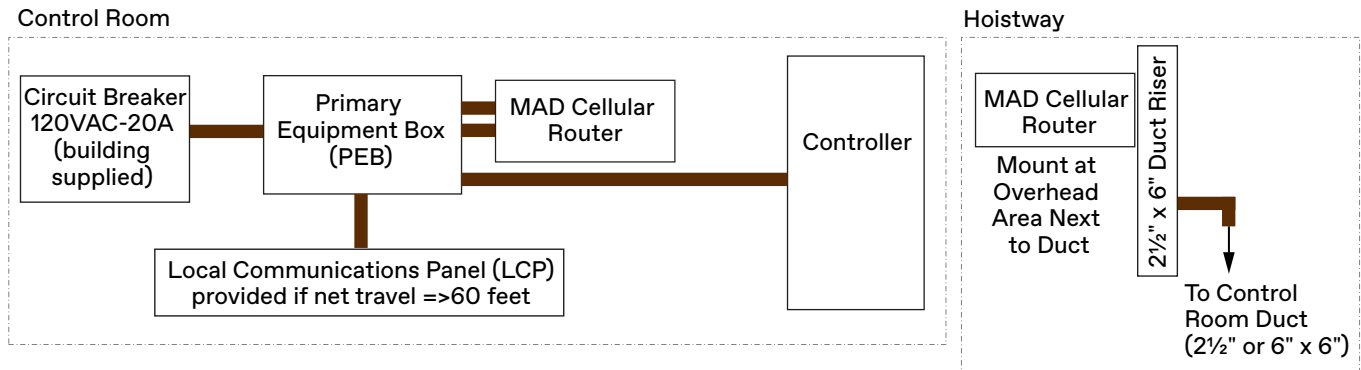 Control Room
Circuit Breaker
120VAC-20A
(building
supplied)
Primary
Equipment Box
(PEB)
MAD Cellular
Router
Controller
Local Communications Panel (LCP)
provided if net travel =>60 feet
Hoistway
MAD Cellular
Router
Mount at
Overhead
Area Next
to Duct
2½" x 6" Duct Riser
To Control
Room Duct
(2½" or 6" x 6")